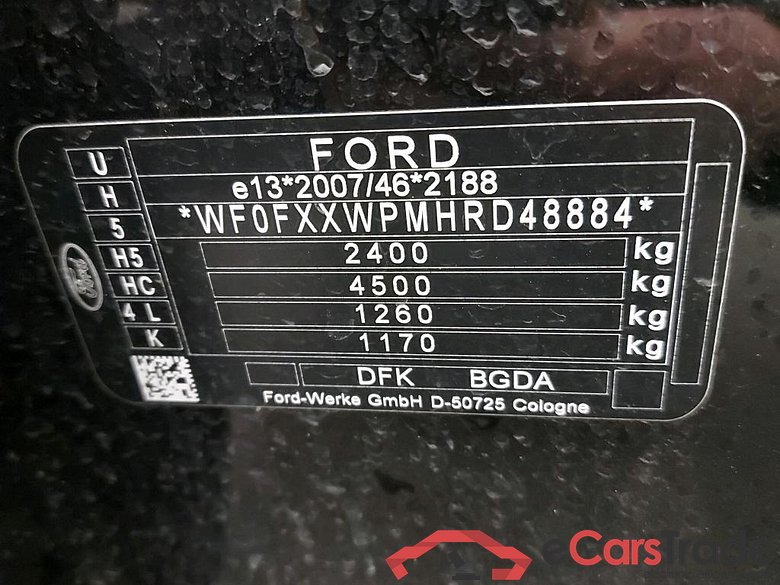 FORD
U
e13*2007/46*2188
H
*WF0FXXWPMHRD48884*
5
H5 2400 kg
HC 4500 kg
4 L 1260 kg
K 1170 kg
Ford
DFK BGDA
Ford-Werke GmbH D-50725 Cologne
eCarsTrade